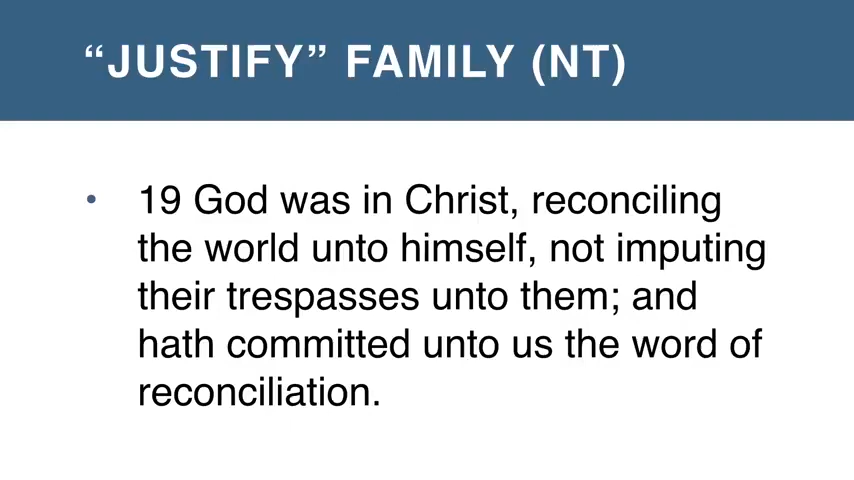 “JUSTIFY” FAMILY (NT)
• 19 God was in Christ, reconciling
the world unto himself, not imputing
their trespasses unto them; and
hath committed unto us the word of
reconciliation.